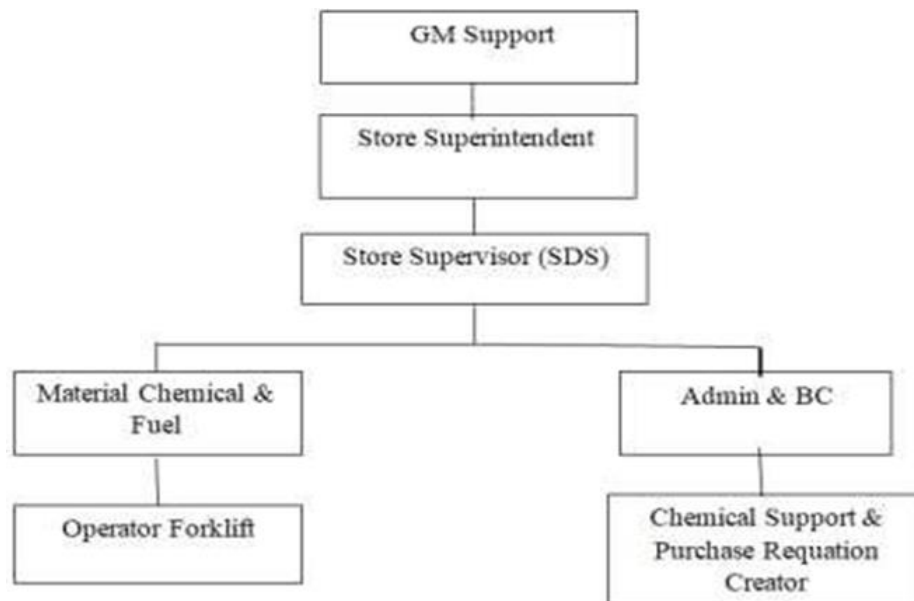 GM Support
Store Superintendent
Store Supervisor (SDS)
Material Chemical &
Fuel
Admin & BC
Operator Forklift
Chemical Support &
Purchase Requation
Creator